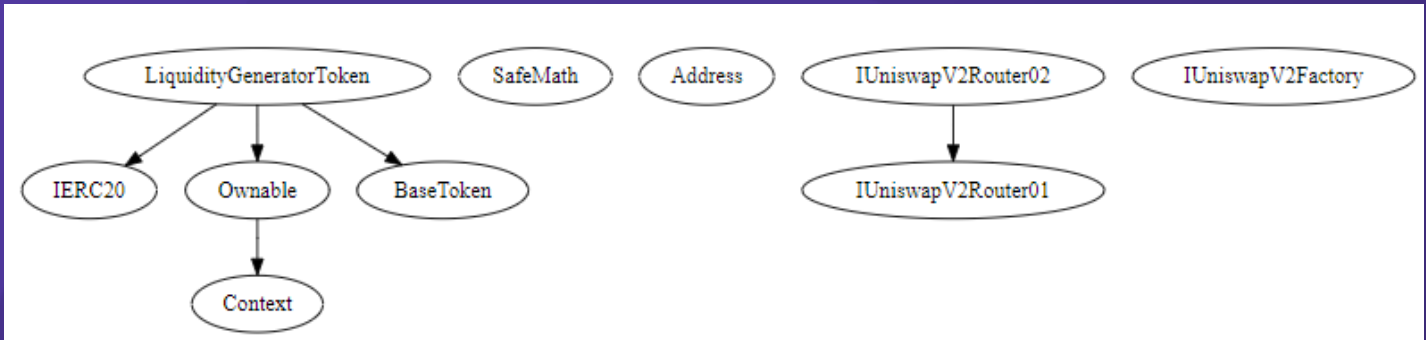 LiquidityGeneratorToken SafeMath Address IUniswapV2Router02 IUniswapV2Factory
IERC20 Ownable BaseToken IUniswapV2Router01
Context